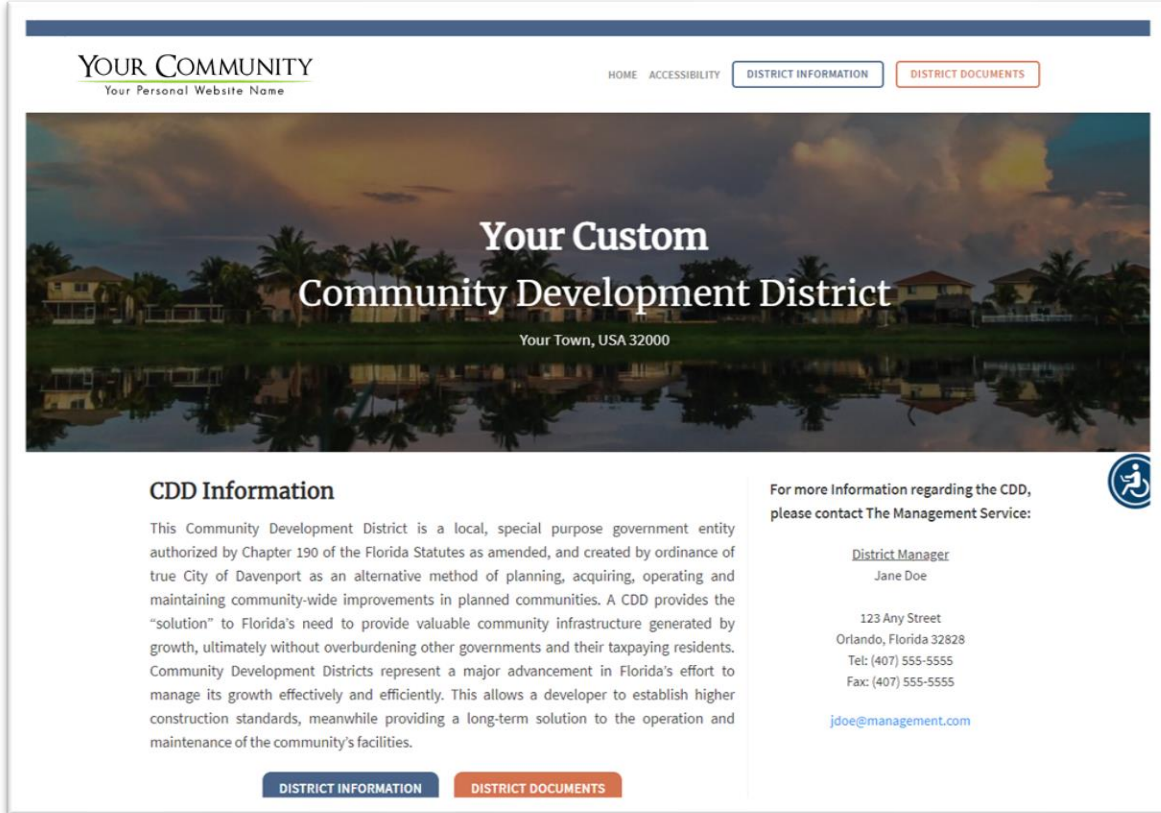 YOUR COMMUNITY
Your Personal Website Name
HOME ACCESSIBILITY DISTRICT INFORMATION DISTRICT DOCUMENTS
Your Custom
Community Development District
Your Town, USA 32000
CDD Information
This Community Development District is a local, special purpose government entity
authorized by Chapter 190 of the Florida Statutes as amended, and created by ordinance of
true City of Davenport as an alternative method of planning, acquiring, operating and
maintaining community-wide improvements in planned communities. A CDD provides the
“solution” to Florida’s need to provide valuable community infrastructure generated by
growth, ultimately without overburdening other governments and their taxpaying residents.
Community Development Districts represent a major advancement in Florida’s effort to
manage its growth effectively and efficiently. This allows a developer to establish higher
construction standards, meanwhile providing a long-term solution to the operation and
maintenance of the community’s facilities.
DISTRICT INFORMATION DISTRICT DOCUMENTS
For more Information regarding the CDD,
please contact The Management Service:
District Manager
Jane Doe
123 Any Street
Orlando, Florida 32828
Tel: (407) 555-5555
Fax: (407) 555-5555
jdoe@management.com